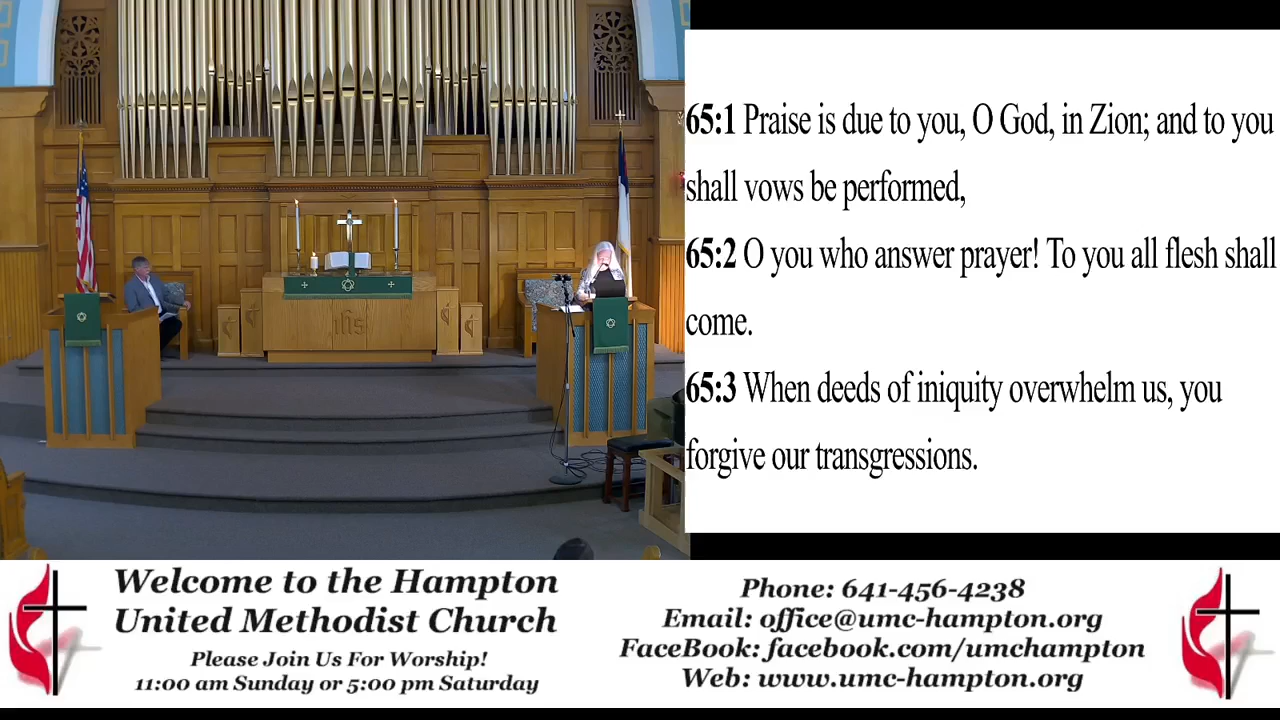 65:1 Praise is due to you, O God, in Zion; and to you
shall vows be performed,
65:2 O you who answer prayer! To you all flesh shall
come.
65:3 When deeds of iniquity overwhelm us, you
forgive our transgressions.
IHS
Welcome to the Hampton
United Methodist Church
Please Join Us For Worship!
11:00 am Sunday or 5:00 pm Saturday
Phone: 641-456-4238
Email: office@umc-hampton.org
FaceBook: facebook.com/umchampton
Web: www.umc-hampton.org